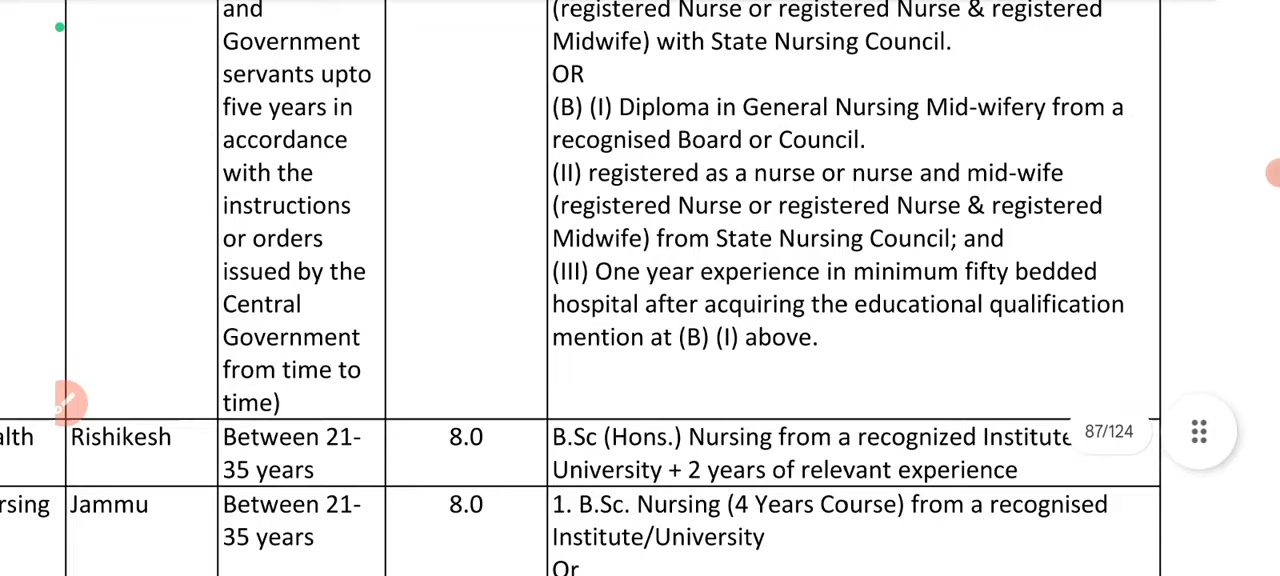 and
Government
servants upto
five years in
accordance
with the
instructions
or orders
issued by the
Central
Government
from time to
time)
(registered Nurse or registered Nurse & registered
Midwife) with State Nursing Council.
OR
(B) (I) Diploma in General Nursing Mid-wifery from a
recognised Board or Council.
(II) registered as a nurse or nurse and mid-wife
(registered Nurse or registered Nurse & registered
Midwife) from State Nursing Council; and
(III) One year experience in minimum fifty bedded
hospital after acquiring the educational qualification
mention at (B) (I) above.
alth Rishikesh Between 21-
35 years
8.0
B.Sc (Hons.) Nursing from a recognized Institute
University + 2 years of relevant experience
87/124
rsing Jammu Between 21-
35 years
8.0
1. B.Sc. Nursing (4 Years Course) from a recognised
Institute/University
Or